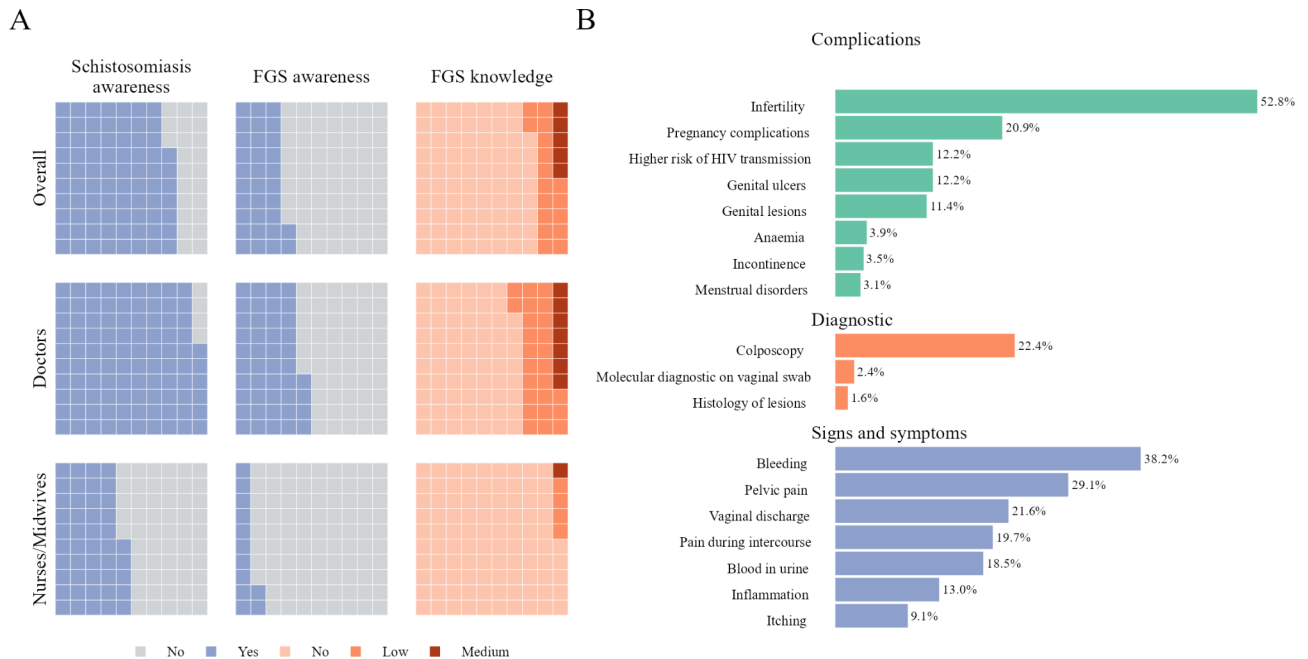 A
Schistosomiasis
awareness
FGS awareness
FGS knowledge
Overall
Doctors
Nurses/Midwives
No
Yes
No
Low
Medium
B
Complications
Infertility 52.8%
Pregnancy complications 20.9%
Higher risk of HIV transmission 12.2%
Genital ulcers 12.2%
Genital lesions 11.4%
Anaemia 3.9%
Incontinence 3.5%
Menstrual disorders 3.1%
Diagnostic
Colposcopy 22.4%
Molecular diagnostic on vaginal swab 2.4%
Histology of lesions 1.6%
Signs and symptoms
Bleeding 38.2%
Pelvic pain 29.1%
Vaginal discharge 21.6%
Pain during intercourse 19.7%
Blood in urine 18.5%
Inflammation 13.0%
Itching 9.1%